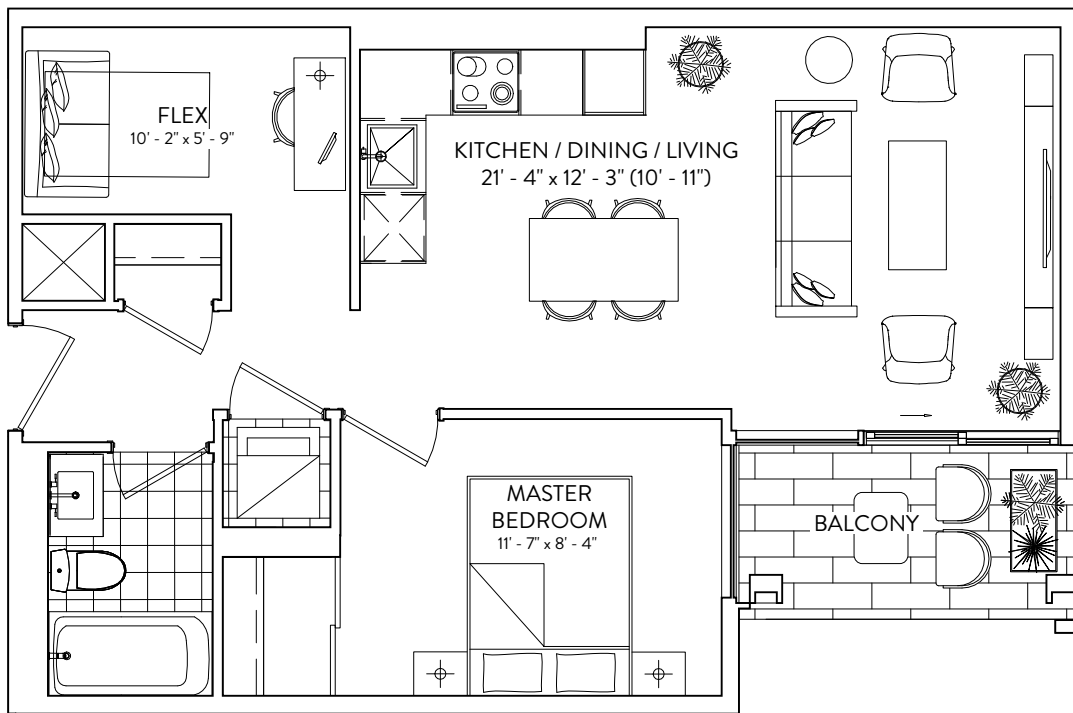 FLEX
10' - 2" x 5' - 9"
KITCHEN / DINING / LIVING
21' - 4" x 12' - 3" (10' - 11")
MASTER
BEDROOM
11' - 7" x 8' - 4"
BALCONY